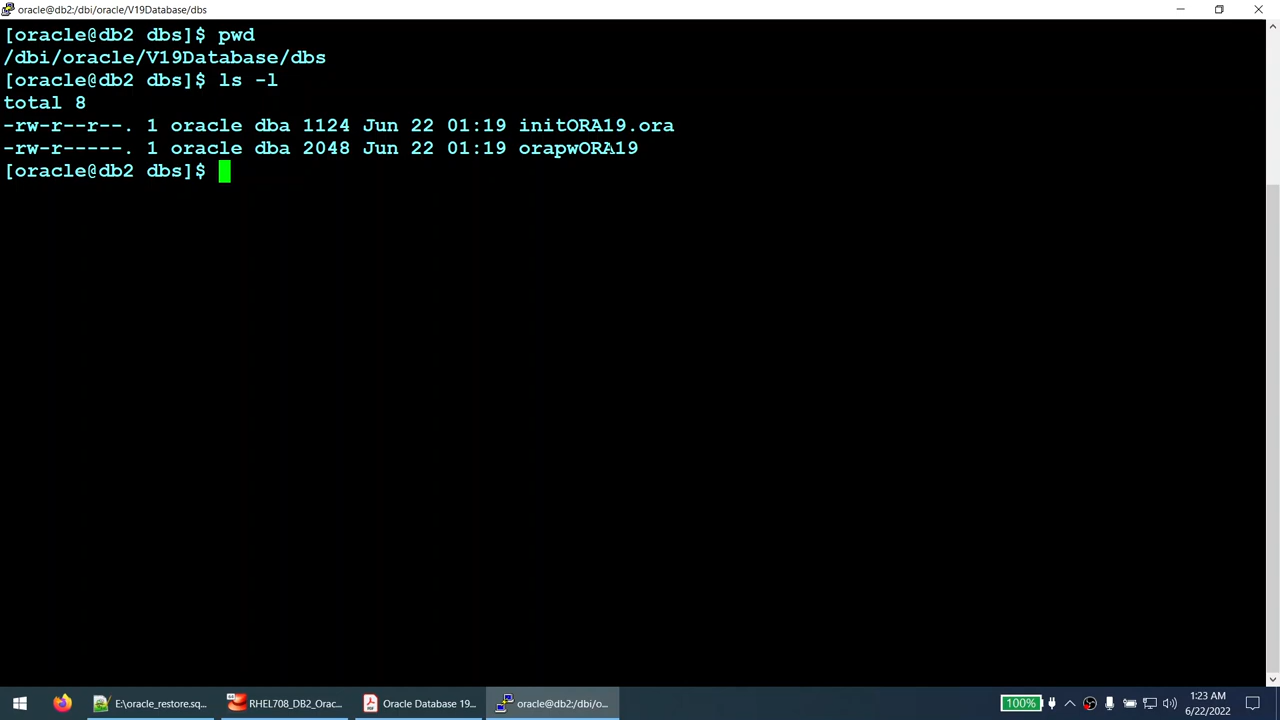 oracle@db2:/dbi/oracle/V19Database/dbs
[oracle@db2 dbs]$ pwd
/dbi/oracle/V19Database/dbs
[oracle@db2 dbs]$ ls -l
total 8
-rw-r--r--. 1 oracle dba 1124 Jun 22 01:19 initORA19.ora
-rw-r-----. 1 oracle dba 2048 Jun 22 01:19 orapwORA19
[oracle@db2 dbs]$
E:\oracle_restore.sq...
RHEL708_DB2_Orac...
Oracle Database 19...
oracle@db2:/dbi/o...
100%
1:23 AM
6/22/2022